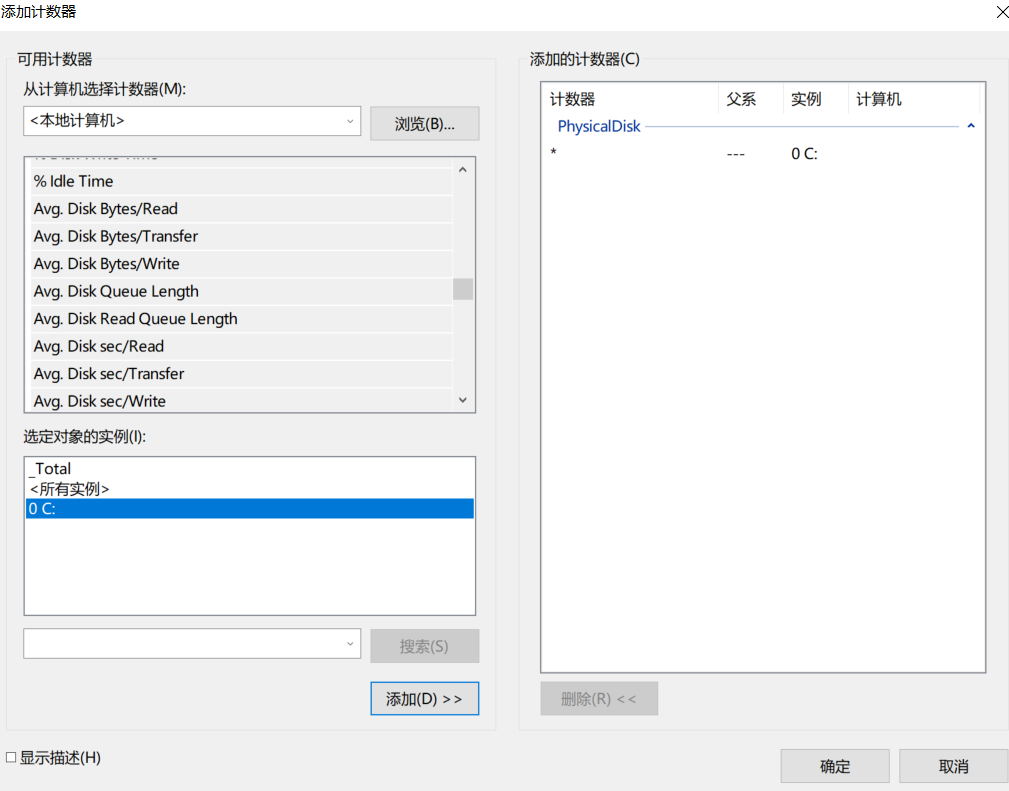 添加计数器
可用计数器
从计算机选择计数器(M):
<本地计算机>
浏览(B)...
% Idle Time
Avg. Disk Bytes/Read
Avg. Disk Bytes/Transfer
Avg. Disk Bytes/Write
Avg. Disk Queue Length
Avg. Disk Read Queue Length
Avg. Disk sec/Read
Avg. Disk sec/Transfer
Avg. Disk sec/Write
选定对象的实例(I):
_Total
<所有实例>
0 C:
搜索(S)
添加(D) >>
添加的计数器(C)
计数器 父系 实例 计算机
PhysicalDisk
* --- 0 C:
删除(R) <<
显示描述(H)
确定 取消